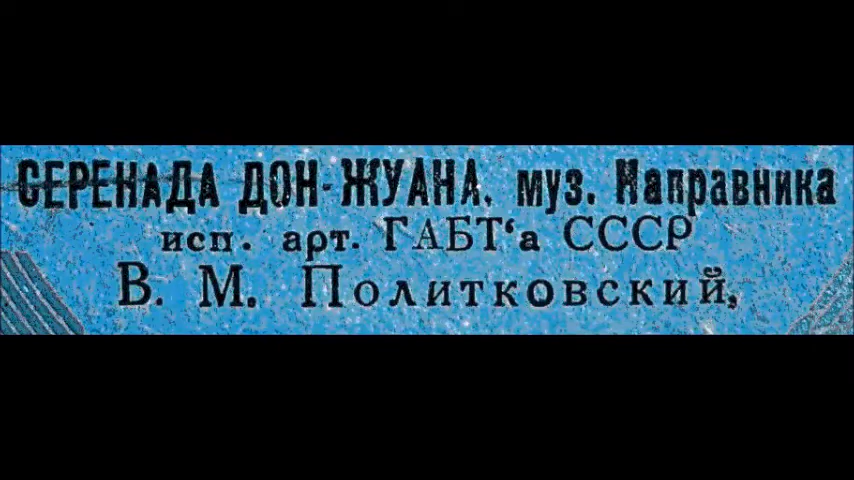 СЕРЕНАДА ДОН-ЖУАНА, муз. Направника
исп. арт. ГАБТ‘а СССР
В. М. Политковский,